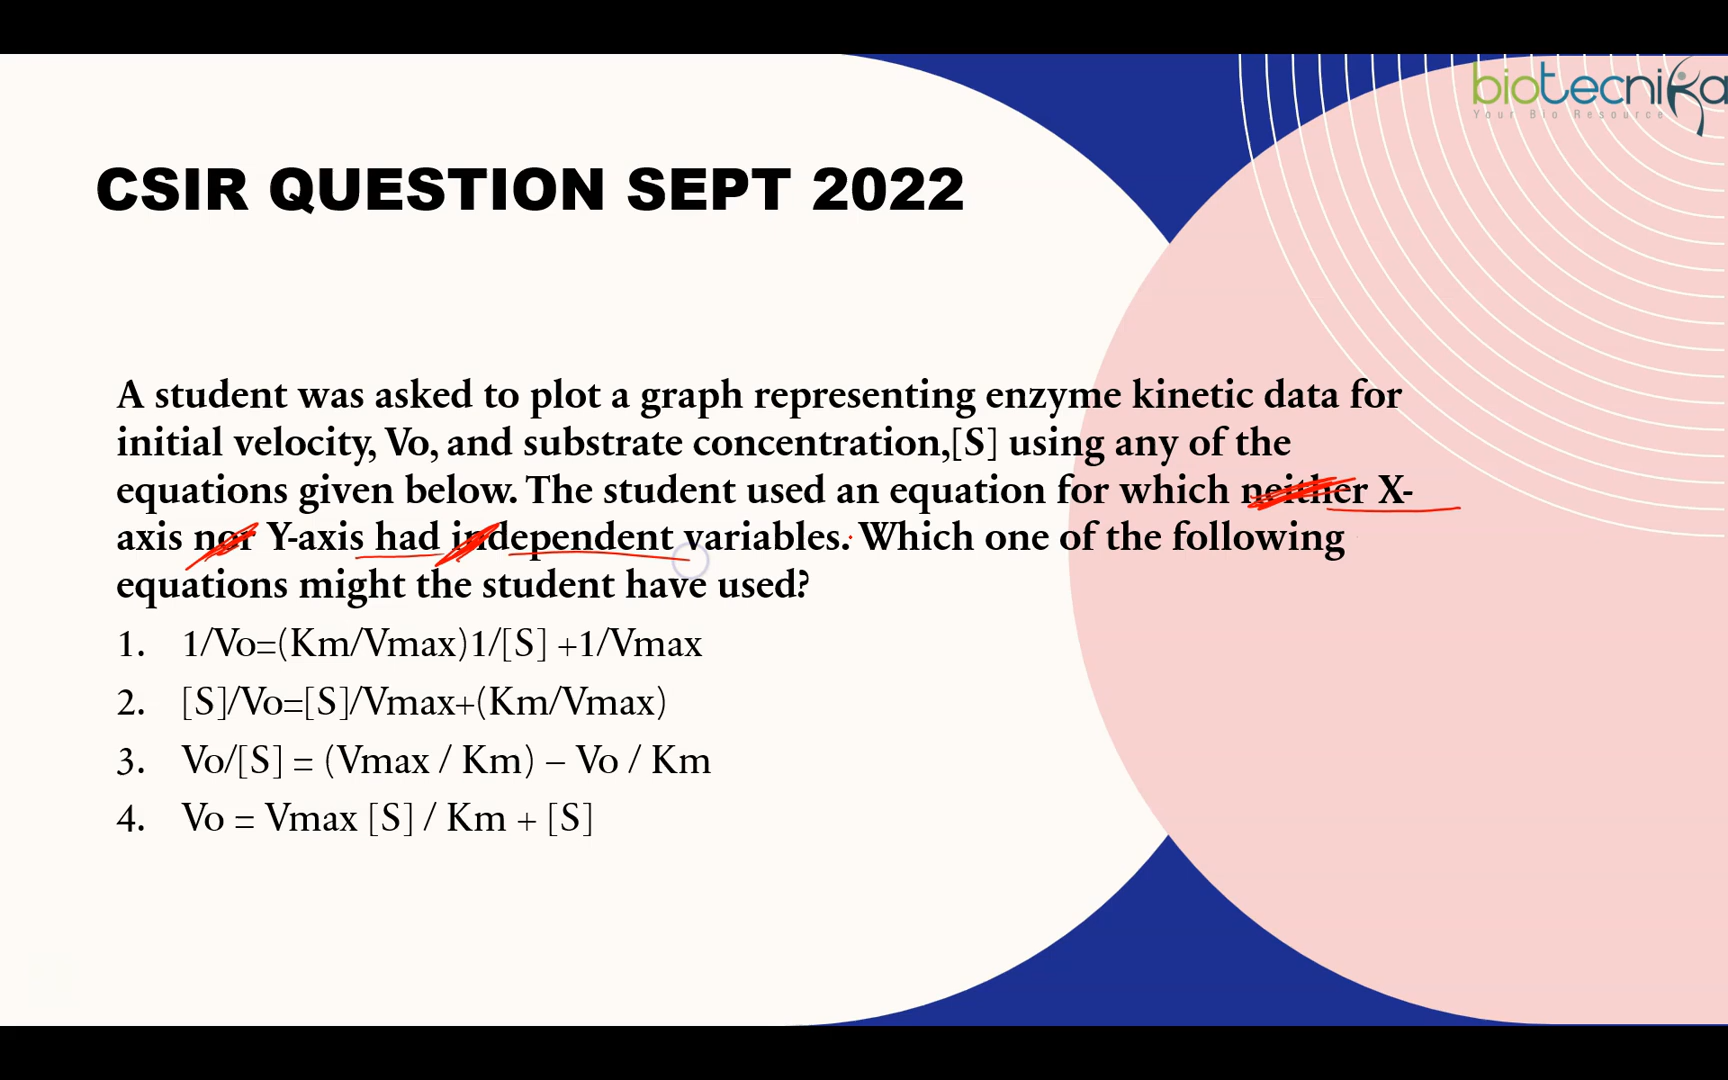 biotecnika
Your Bio Resource
CSIR QUESTION SEPT 2022
A student was asked to plot a graph representing enzyme kinetic data for
initial velocity, Vo, and substrate concentration,[S] using any of the
equations given below. The student used an equation for which neither X-
axis nor Y-axis had independent variables. Which one of the following
equations might the student have used?
1. 1/Vo=(Km/Vmax)1/[S] +1/Vmax
2. [S]/Vo=[S]/Vmax+(Km/Vmax)
3. Vo/[S] = (Vmax / Km) – Vo / Km
4. Vo = Vmax [S] / Km + [S]